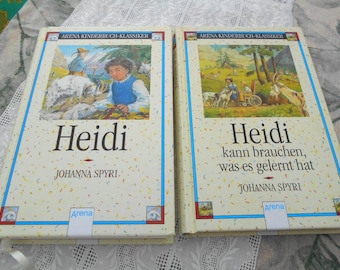 ARENA KINDERBUCH-KLASSIKER
Heidi
JOHANNA SPYRI
Arena
ARENA KINDERBUCH-KLASSIKER
Heidi
kann brauchen,
was es gelernt hat
JOHANNA SPYRI
Arena